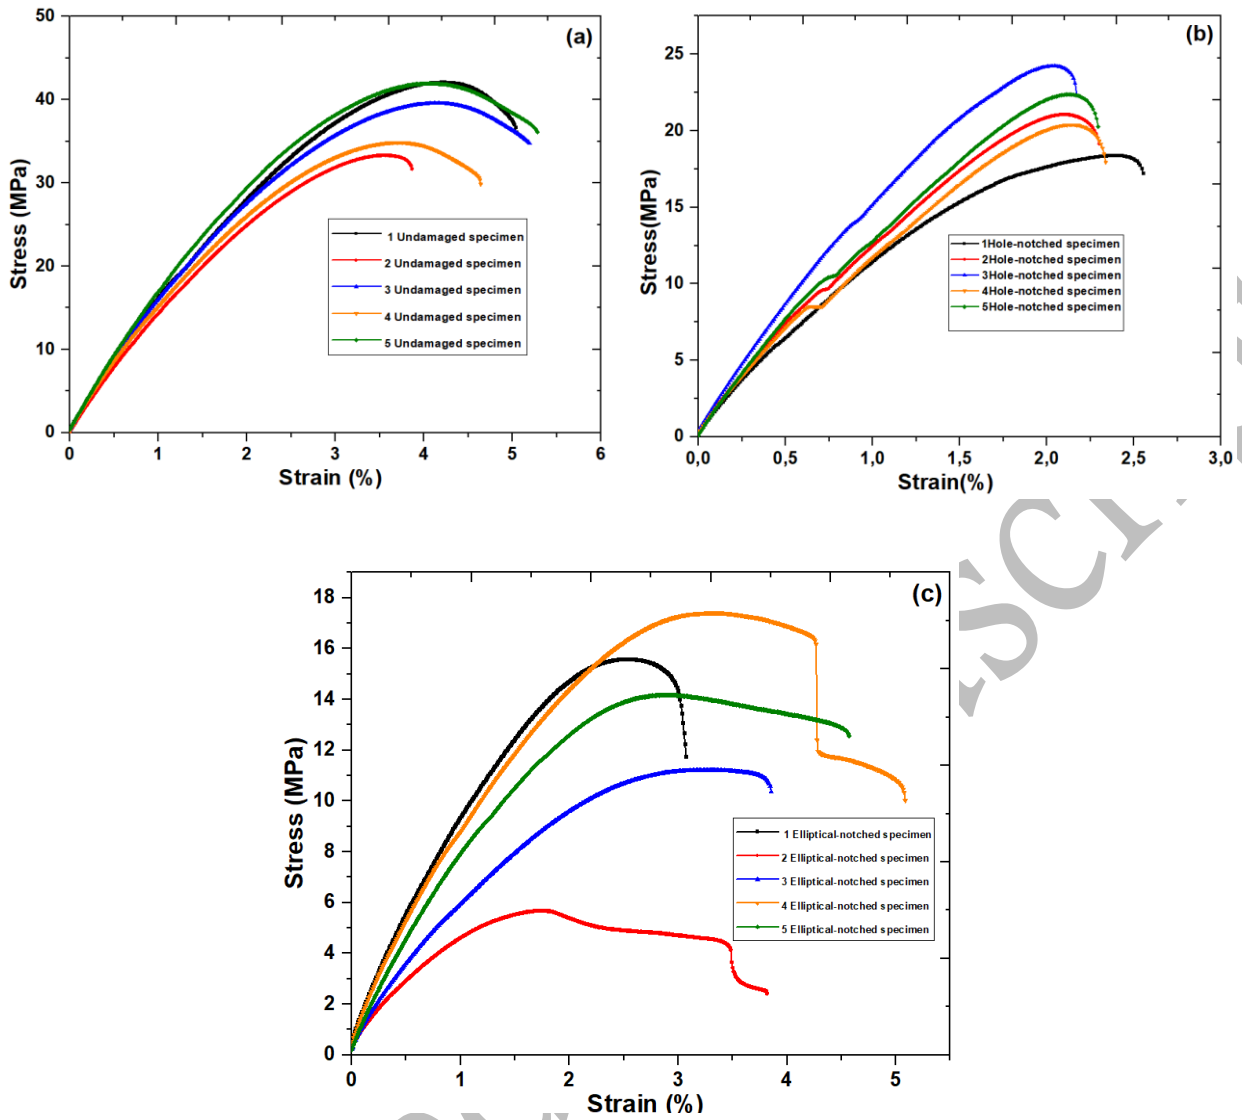 (a)
50
40
30
20
10
0
0 1 2 3 4 5 6
Stress (MPa)
Strain (%)
1 Undamaged specimen
2 Undamaged specimen
3 Undamaged specimen
4 Undamaged specimen
5 Undamaged specimen
(b)
25
20
15
10
5
0
0,0 0,5 1,0 1,5 2,0 2,5 3,0
Stress(MPa)
Strain(%)
1Hole-notched specimen
2Hole-notched specimen
3Hole-notched specimen
4Hole-notched specimen
5Hole-notched specimen
(c)
18
16
14
12
10
8
6
4
2
0
0 1 2 3 4 5
Stress (MPa)
Strain (%)
1 Elliptical-notched specimen
2 Elliptical-notched specimen
3 Elliptical-notched specimen
4 Elliptical-notched specimen
5 Elliptical-notched specimen